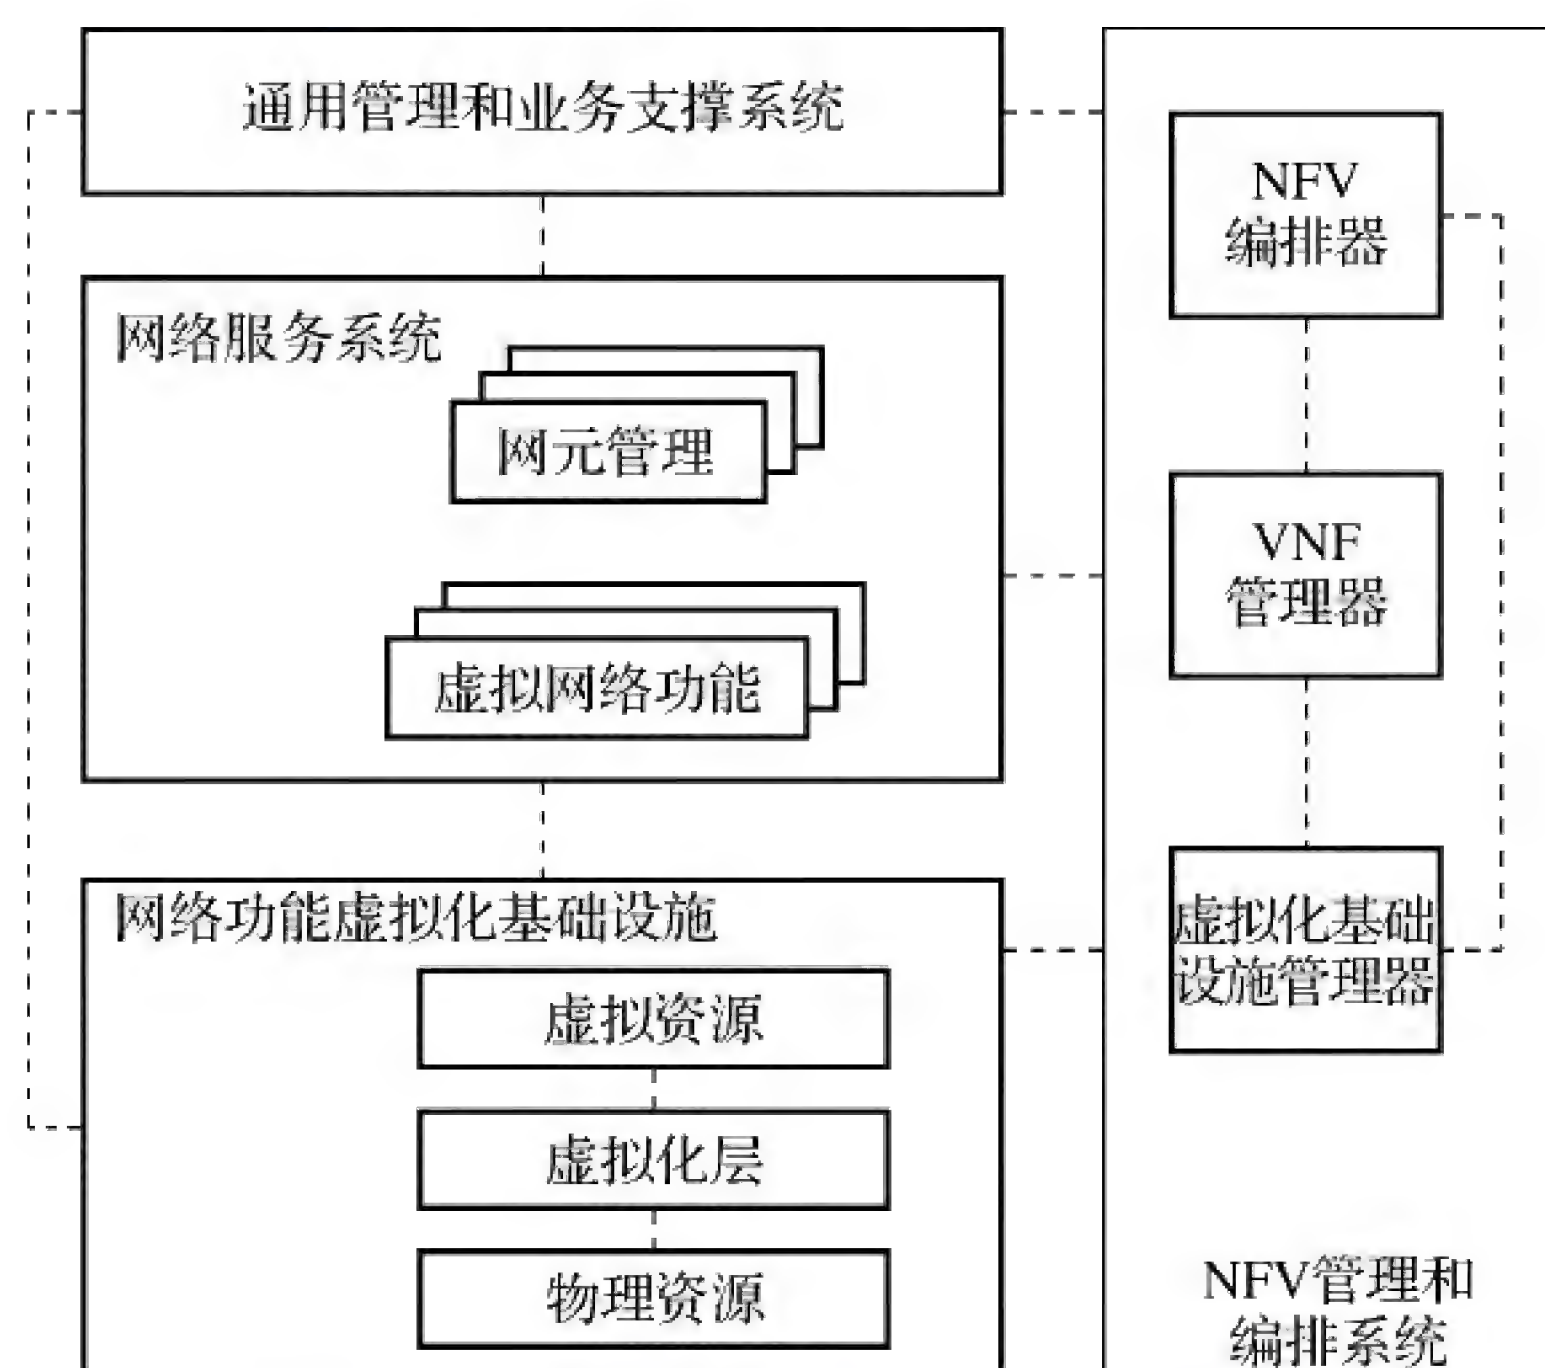 通用管理和业务支撑系统
网络服务系统
网元管理
虚拟网络功能
网络功能虚拟化基础设施
虚拟资源
虚拟化层
物理资源
NFV
编排器
VNF
管理器
虚拟化基础
设施管理器
NFV管理和
编排系统